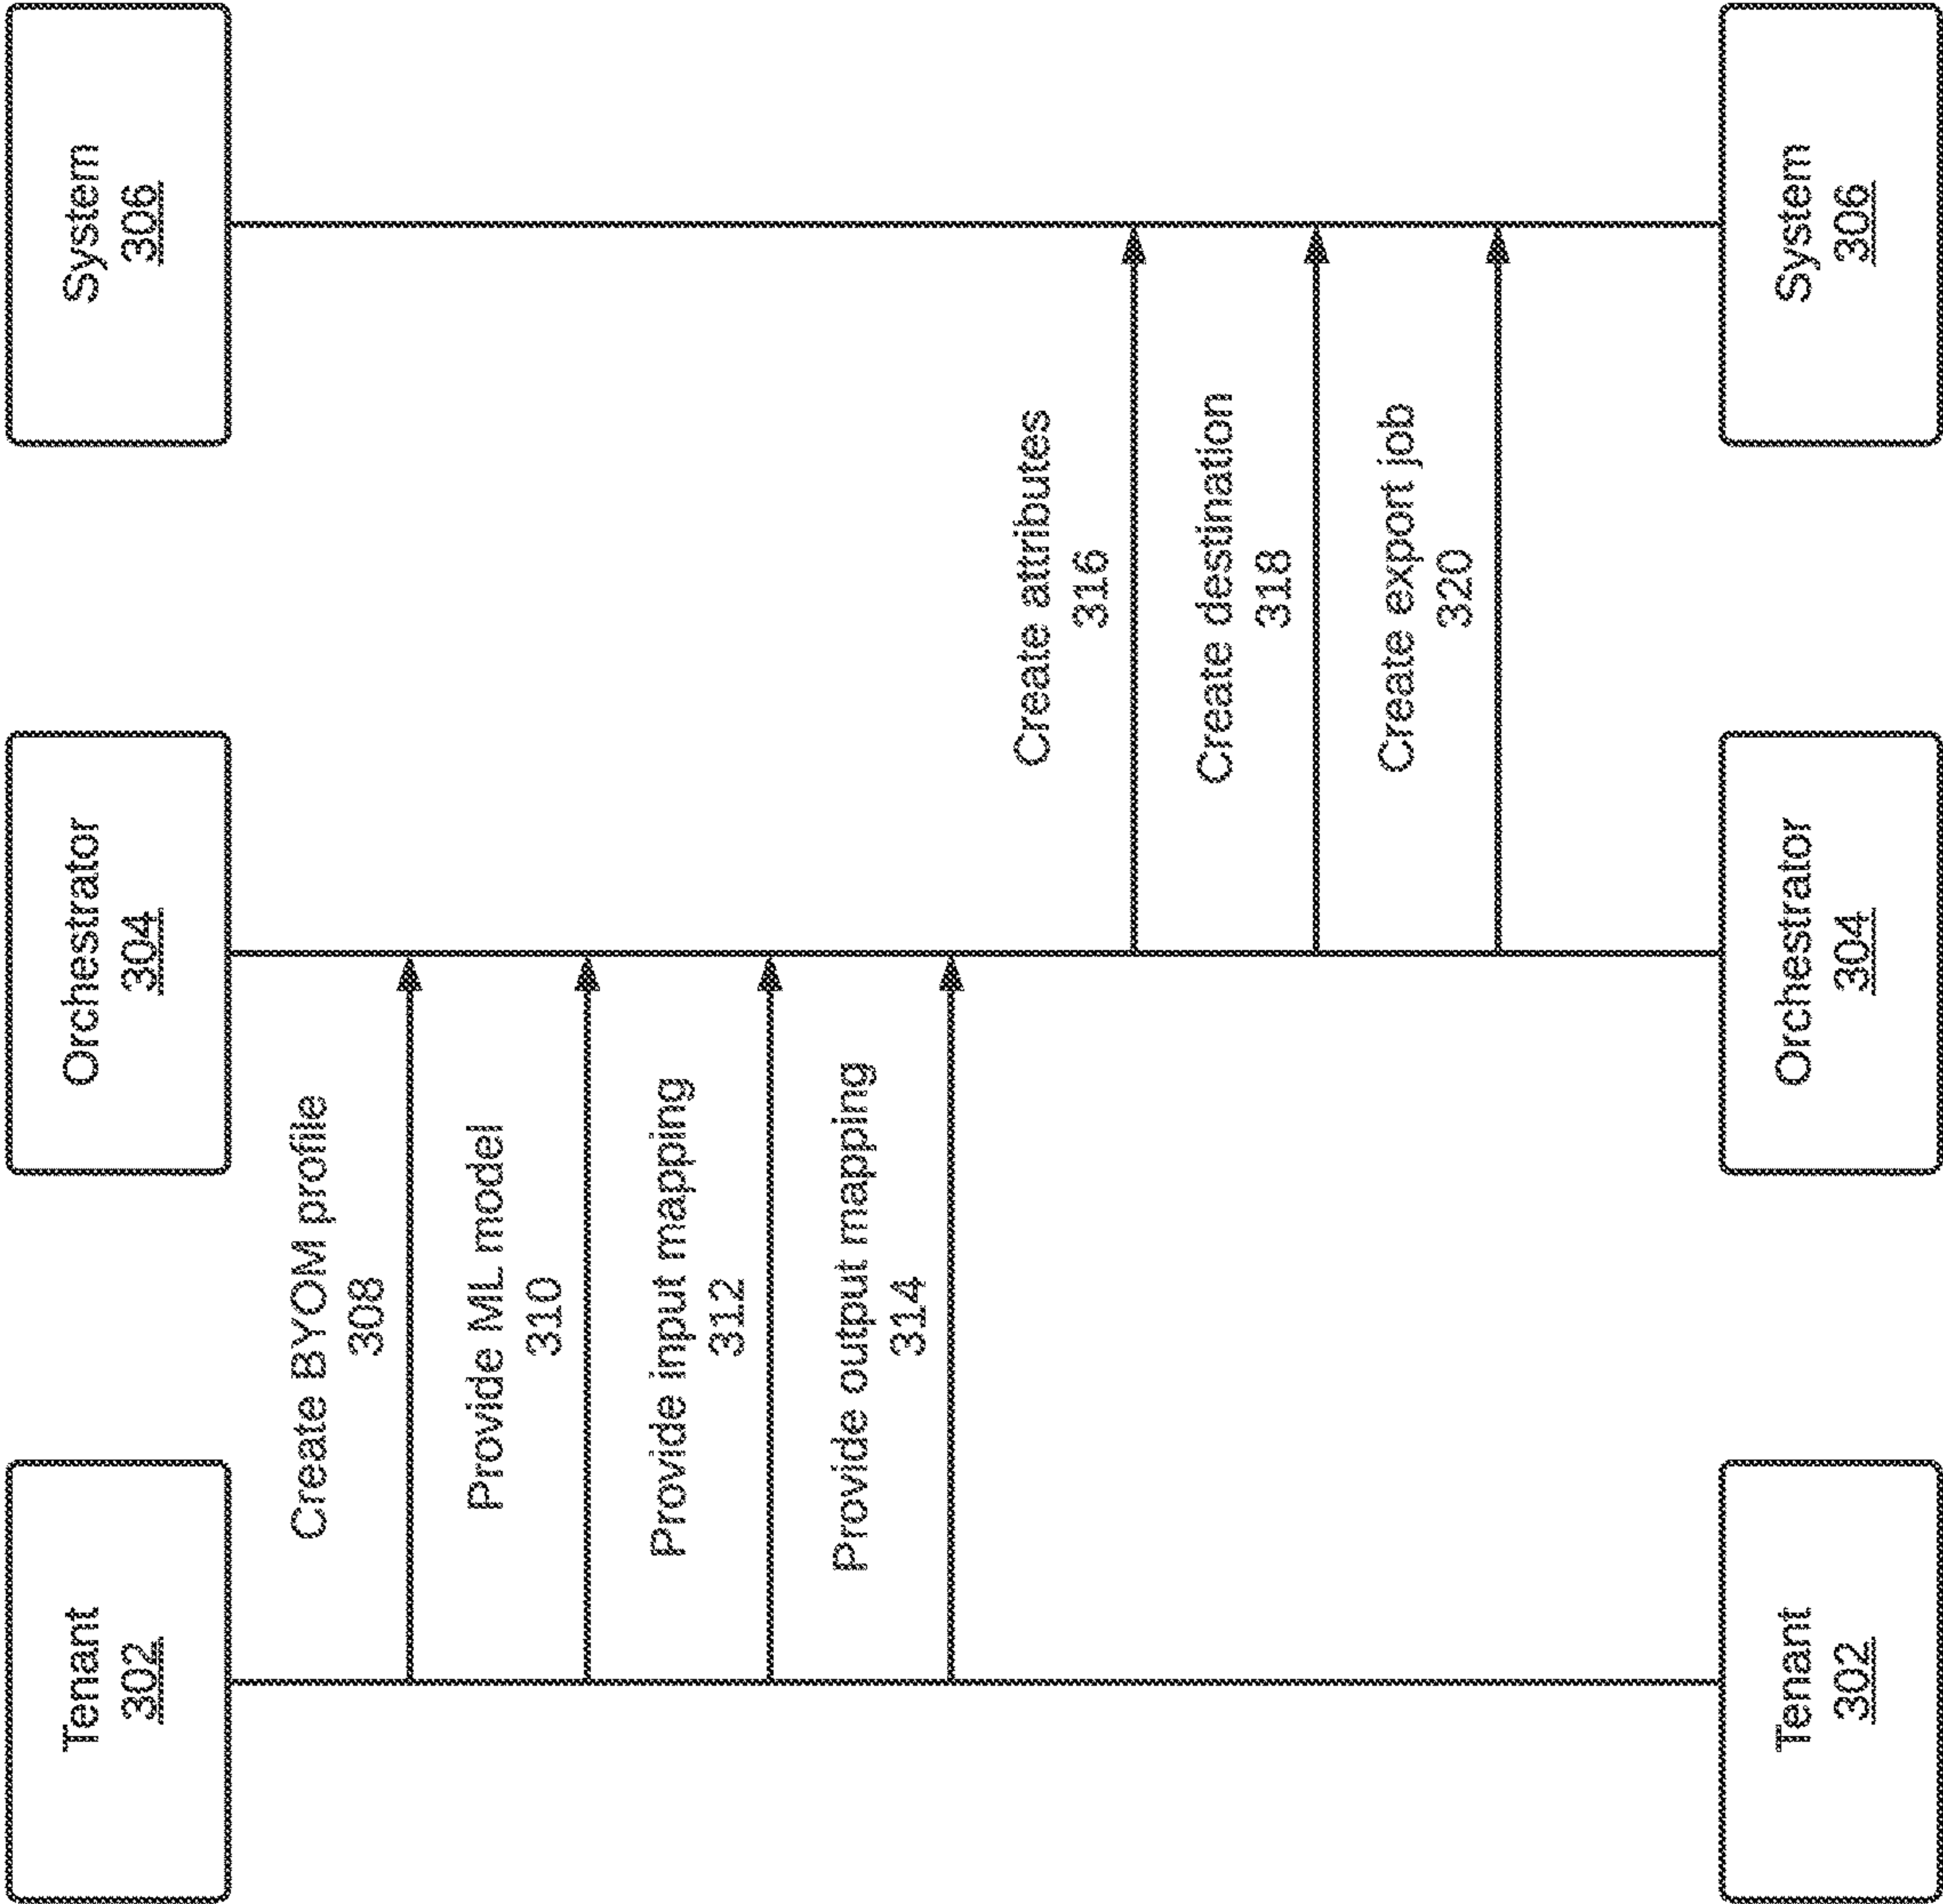 Tenant
302
Orchestrator
304
System
306
Create BYOM profile
308
Provide ML model
310
Provide input mapping
312
Provide output mapping
314
Create attributes
316
Create destination
318
Create export job
320
Tenant
302
Orchestrator
304
System
306